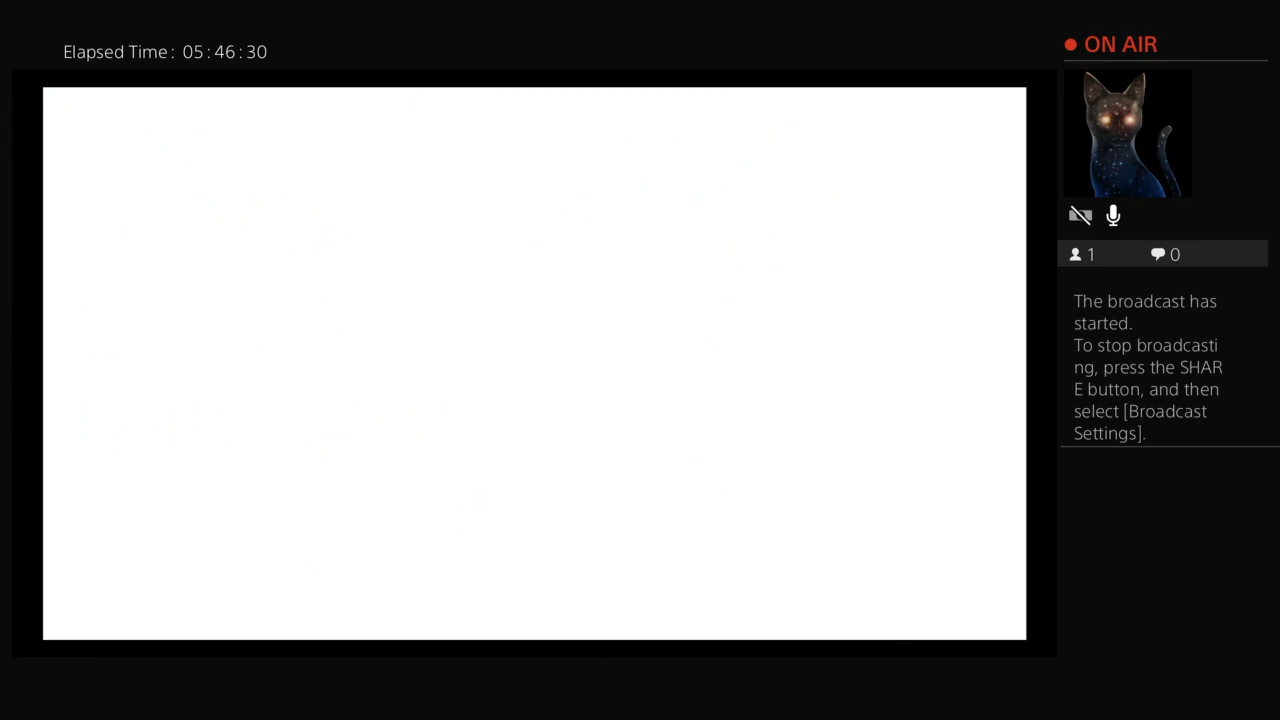 Elapsed Time: 05:46:30
ON AIR
1 0
The broadcast has
started.
To stop broadcasti
ng, press the SHAR
E button, and then
select [Broadcast
Settings].